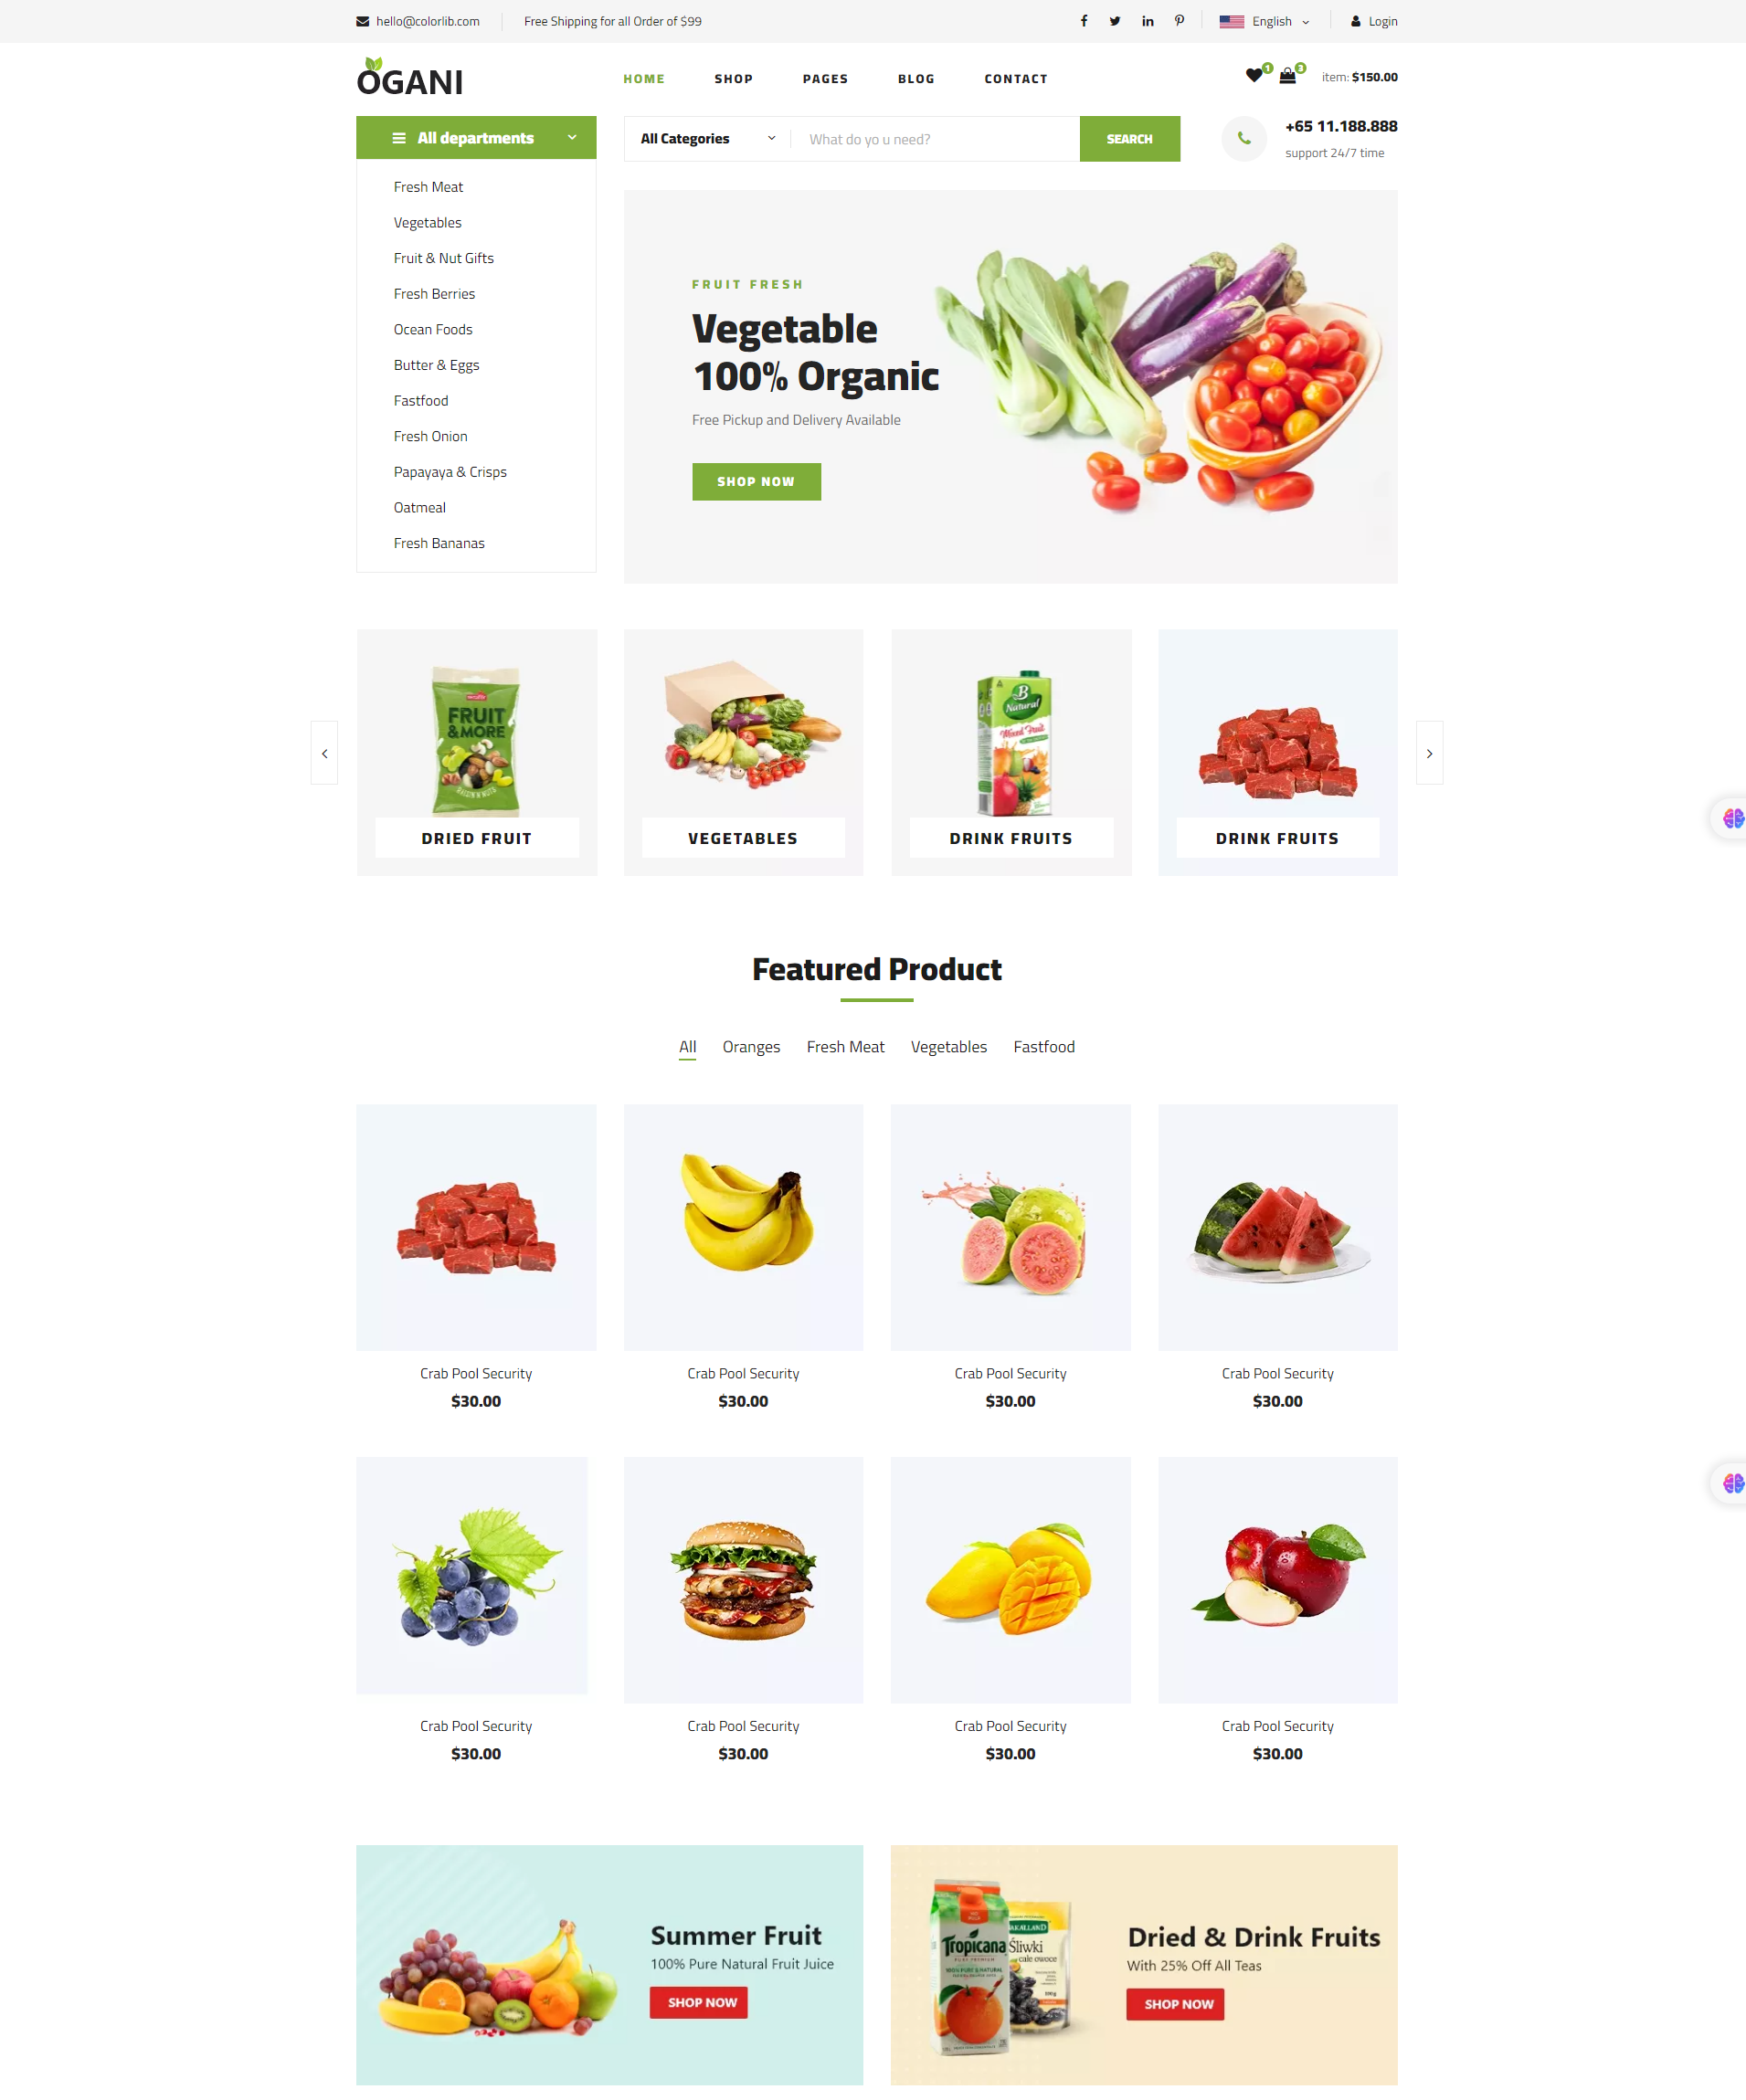 hello@colorlib.com
Free Shipping for all Order of $99
English
Login
OGANI
HOME
SHOP
PAGES
BLOG
CONTACT
1
3
item: $150.00
All departments
All Categories
What do yo u need?
SEARCH
+65 11.188.888
support 24/7 time
Fresh Meat
Vegetables
Fruit & Nut Gifts
Fresh Berries
Ocean Foods
Butter & Eggs
Fastfood
Fresh Onion
Papayaya & Crisps
Oatmeal
Fresh Bananas
FRUIT FRESH
Vegetable
100% Organic
Free Pickup and Delivery Available
SHOP NOW
FRUIT
&MORE
DRIED FRUIT
VEGETABLES
B
Natural
Mixed Fruit
DRINK FRUITS
DRINK FRUITS
Featured Product
All
Oranges
Fresh Meat
Vegetables
Fastfood
Crab Pool Security
$30.00
Crab Pool Security
$30.00
Crab Pool Security
$30.00
Crab Pool Security
$30.00
Crab Pool Security
$30.00
Crab Pool Security
$30.00
Crab Pool Security
$30.00
Crab Pool Security
$30.00
Summer Fruit
100% Pure Natural Fruit Juice
SHOP NOW
Tropicana
Śliwki
całe owoce
Dried & Drink Fruits
With 25% Off All Teas
SHOP NOW